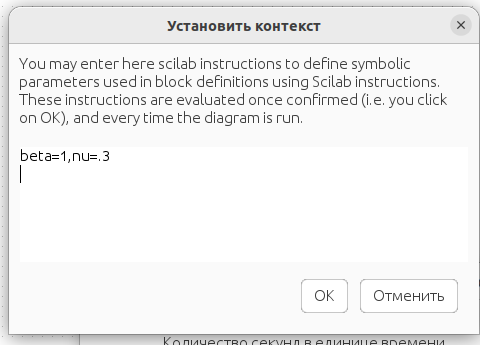 Установить контекст
You may enter here scilab instructions to define symbolic
parameters used in block definitions using Scilab instructions.
These instructions are evaluated once confirmed (i.e. you click
on OK), and every time the diagram is run.
beta=1,nu=.3
OK Отменить
Количество секунд в единице времени